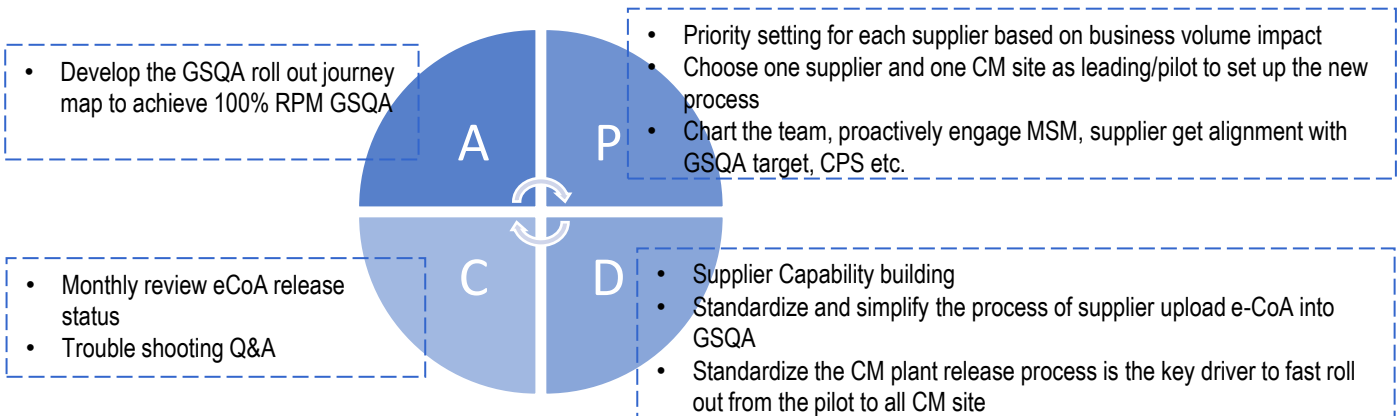 • Develop the GSQA roll out journey
map to achieve 100% RPM GSQA
A
P
• Priority setting for each supplier based on business volume impact
• Choose one supplier and one CM site as leading/pilot to set up the new
process
• Chart the team, proactively engage MSM, supplier get alignment with
GSQA target, CPS etc.
• Monthly review eCoA release
status
• Trouble shooting Q&A
C
D
• Supplier Capability building
• Standardize and simplify the process of supplier upload e-CoA into
GSQA
• Standardize the CM plant release process is the key driver to fast roll
out from the pilot to all CM site